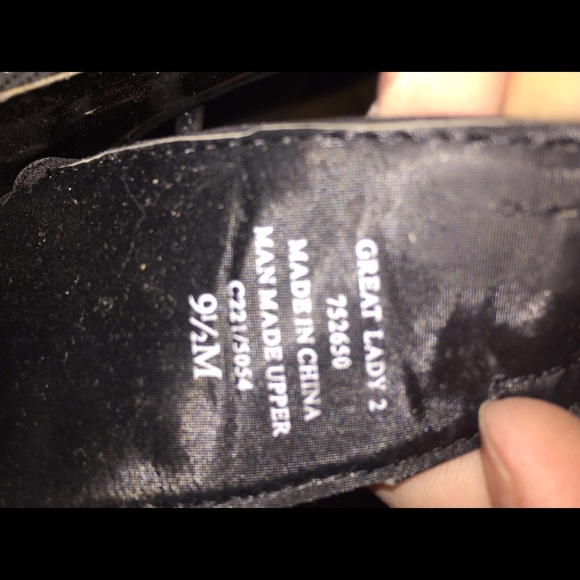 GREAT LADY 2
752650
MADE IN CHINA
MAN MADE UPPER
C221/5054
9½M